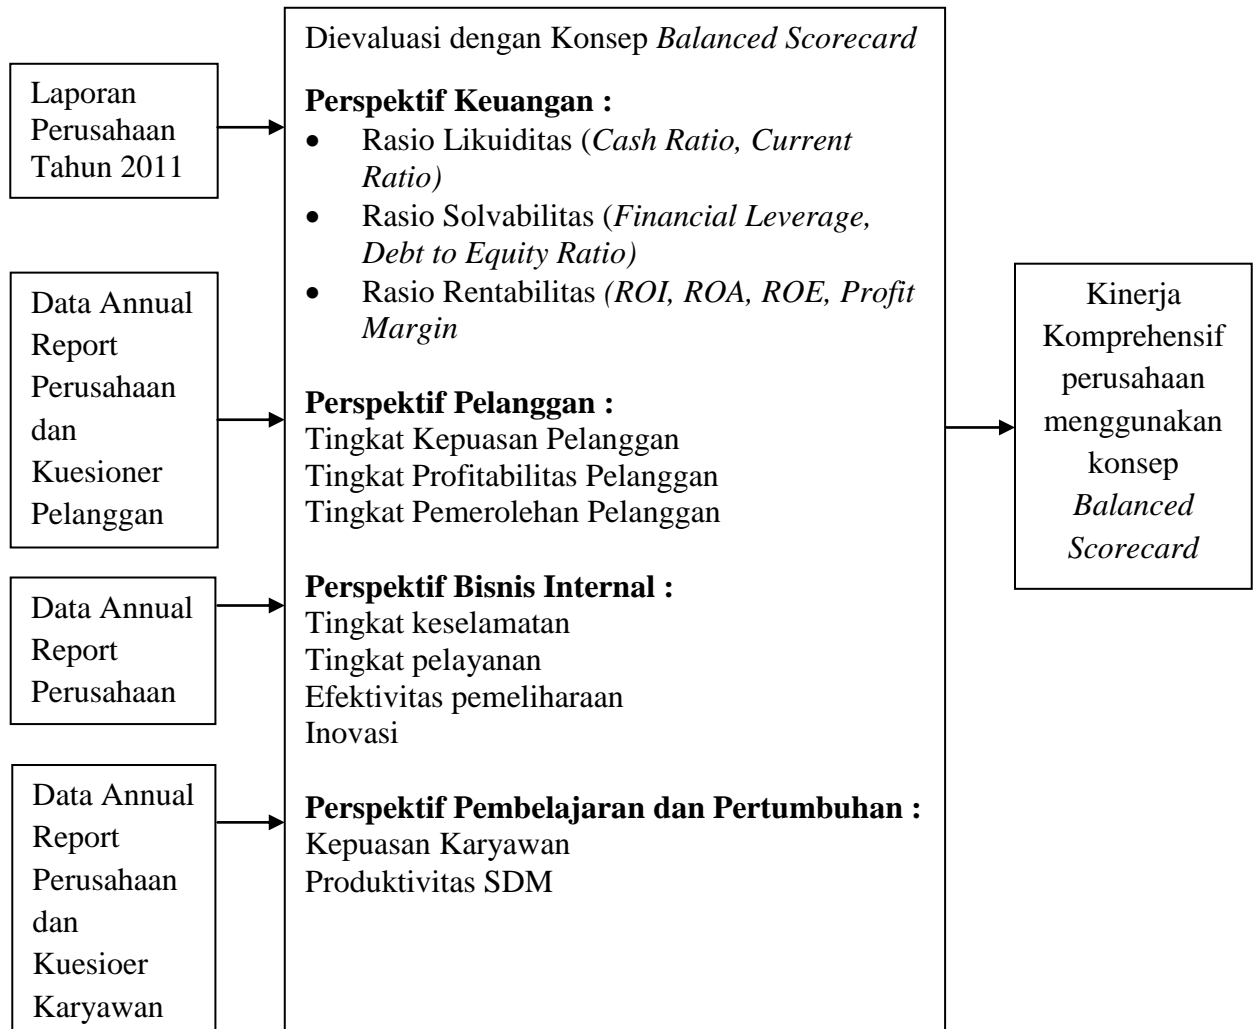 Laporan
Perusahaan
Tahun 2011
Data Annual
Report
Perusahaan
dan
Kuesioner
Pelanggan
Data Annual
Report
Perusahaan
Data Annual
Report
Perusahaan
dan
Kuesioer
Karyawan
Dievaluasi dengan Konsep Balanced Scorecard
Perspektif Keuangan :
• Rasio Likuiditas (Cash Ratio, Current
Ratio)
• Rasio Solvabilitas (Financial Leverage,
Debt to Equity Ratio)
• Rasio Rentabilitas (ROI, ROA, ROE, Profit
Margin
Perspektif Pelanggan :
Tingkat Kepuasan Pelanggan
Tingkat Profitabilitas Pelanggan
Tingkat Pemerolehan Pelanggan
Perspektif Bisnis Internal :
Tingkat keselamatan
Tingkat pelayanan
Efektivitas pemeliharaan
Inovasi
Perspektif Pembelajaran dan Pertumbuhan :
Kepuasan Karyawan
Produktivitas SDM
Kinerja
Komprehensif
perusahaan
menggunakan
konsep
Balanced
Scorecard